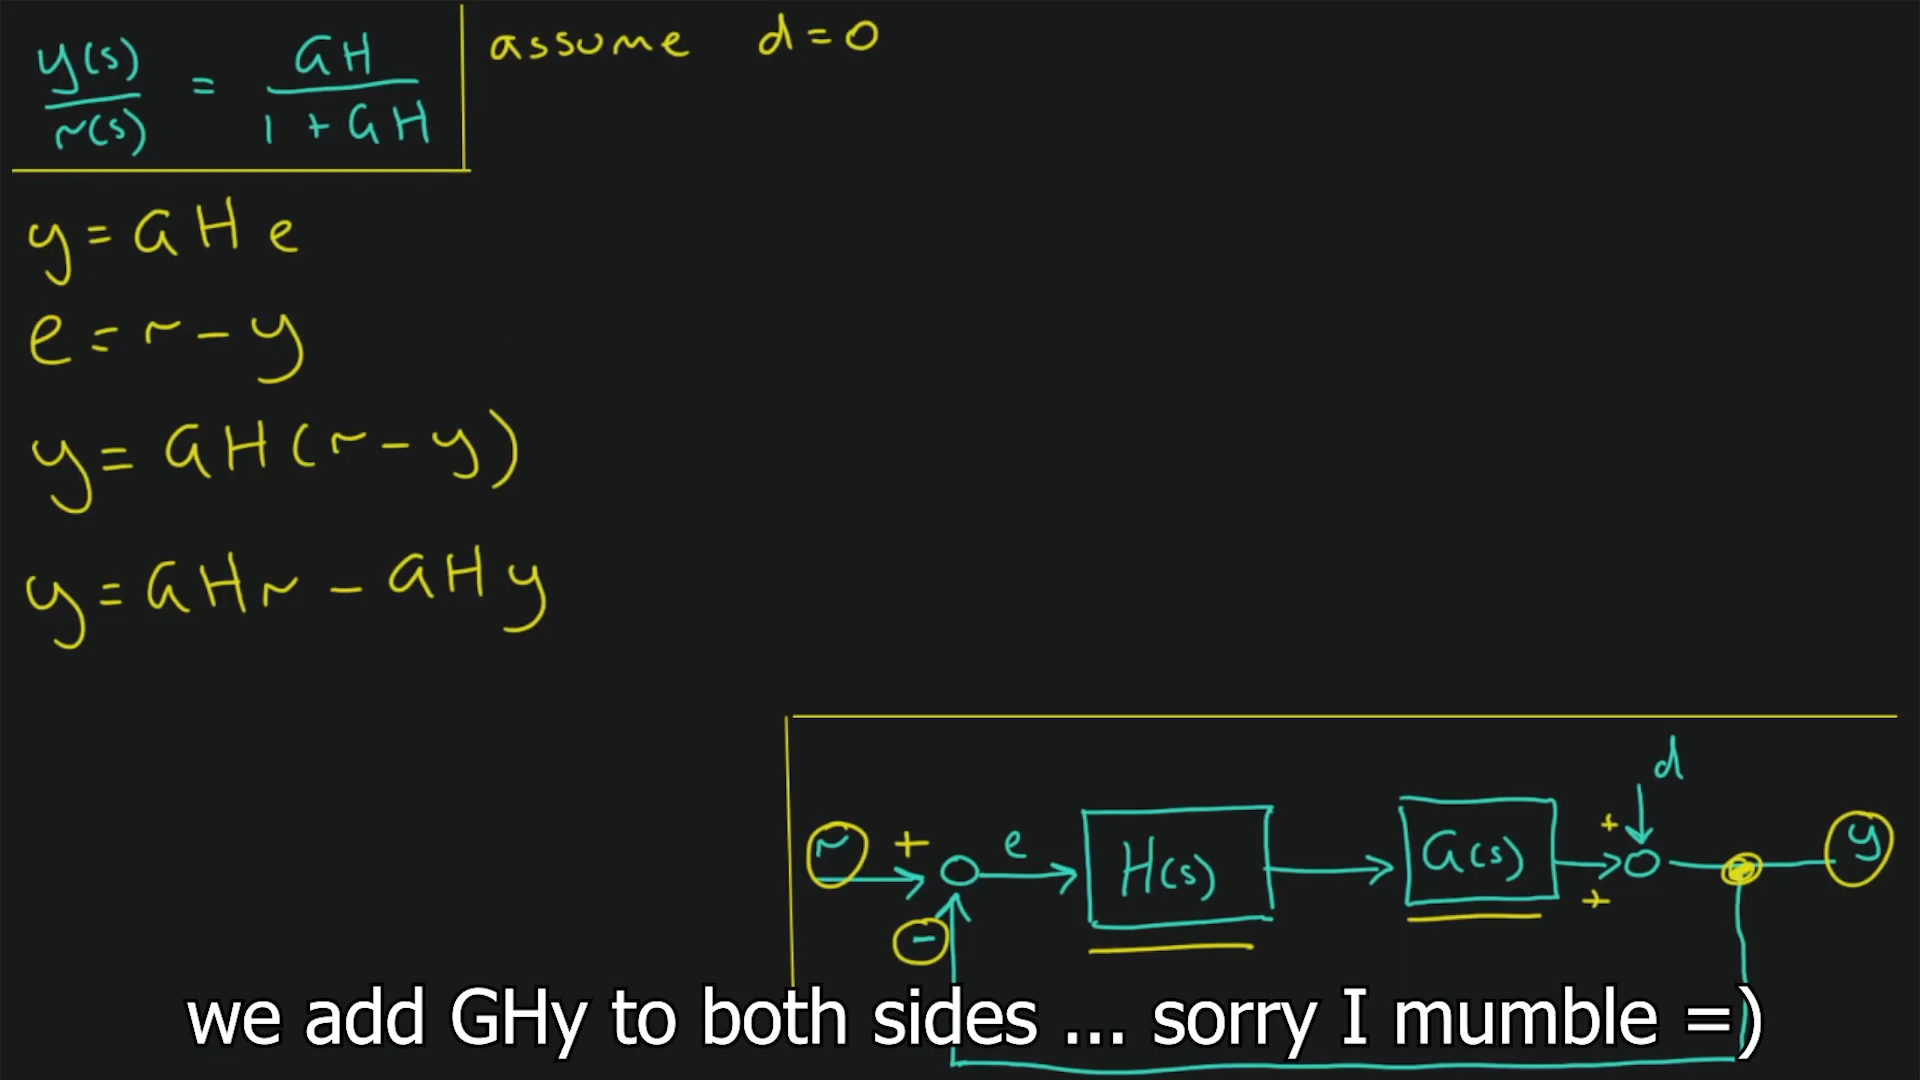 y(s) / r(s) = GH / 1 + GH
assume d = 0
y = GHe
e = r - y
y = GH(r - y)
y = GHr - GHy
d
r + e H(s) G(s) + y
- +
we add GHy to both sides ... sorry I mumble =)